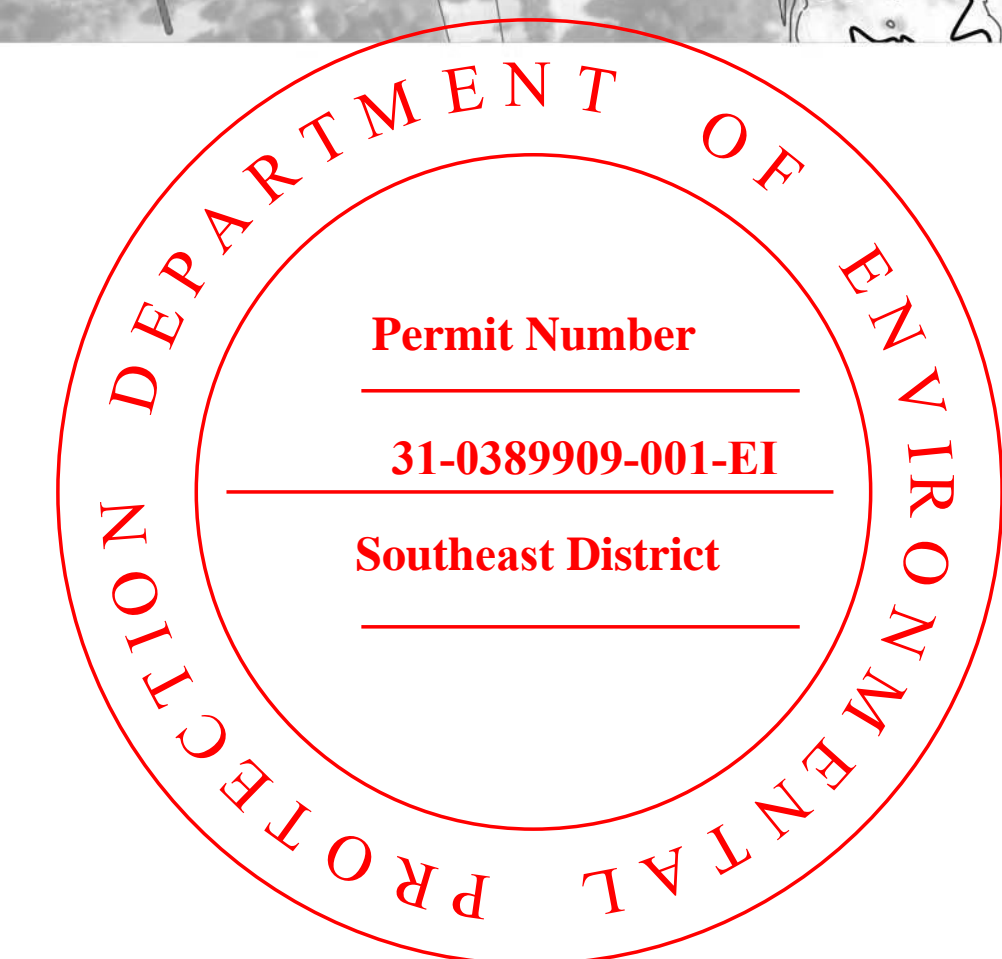 DEPARTMENT OF ENVIRONMENTAL PROTECTION
Permit Number
31-0389909-001-EI
Southeast District